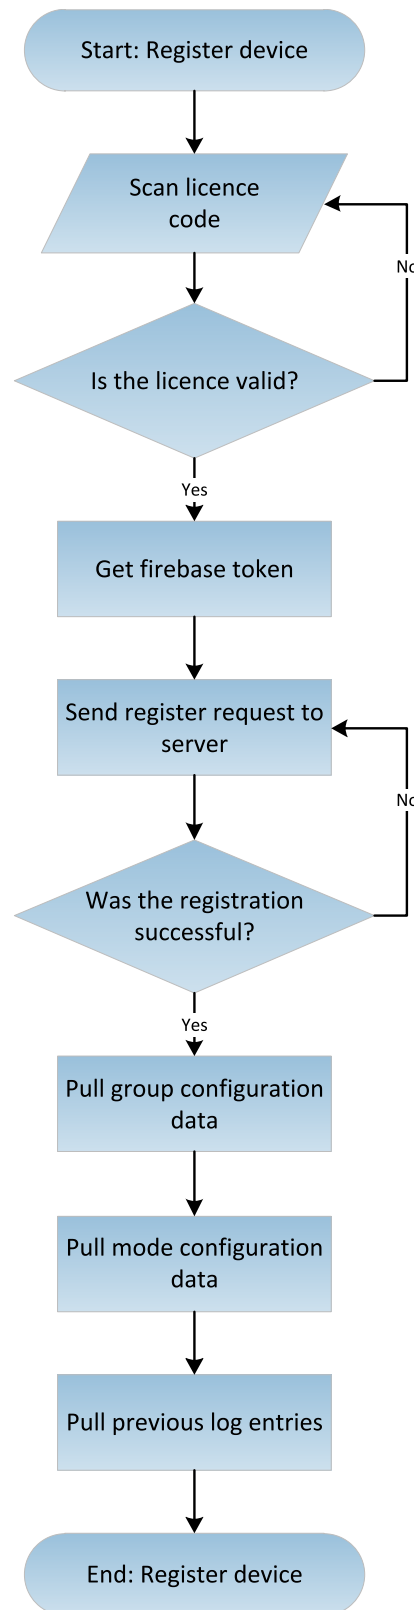 Start: Register device
Scan licence
code
No
Is the licence valid?
Yes
Get firebase token
Send register request to
server
No
Was the registration
successful?
Yes
Pull group configuration
data
Pull mode configuration
data
Pull previous log entries
End: Register device